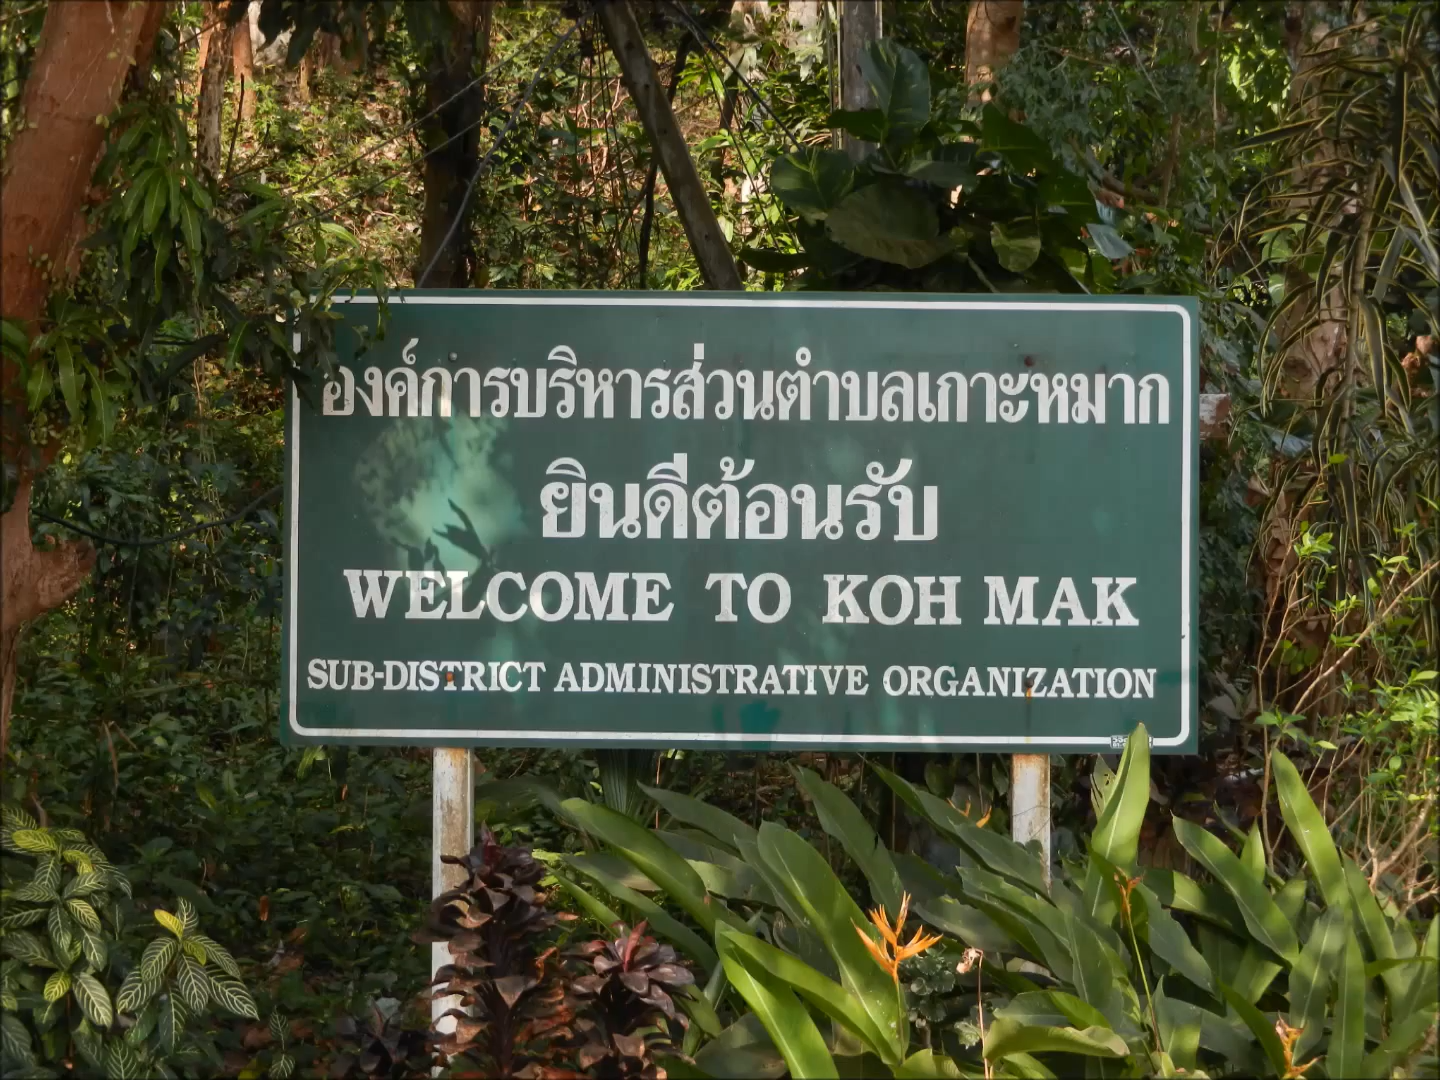 องค์การบริหารส่วนตำบลเกาะหมาก
ยินดีต้อนรับ
WELCOME TO KOH MAK
SUB-DISTRICT ADMINISTRATIVE ORGANIZATION